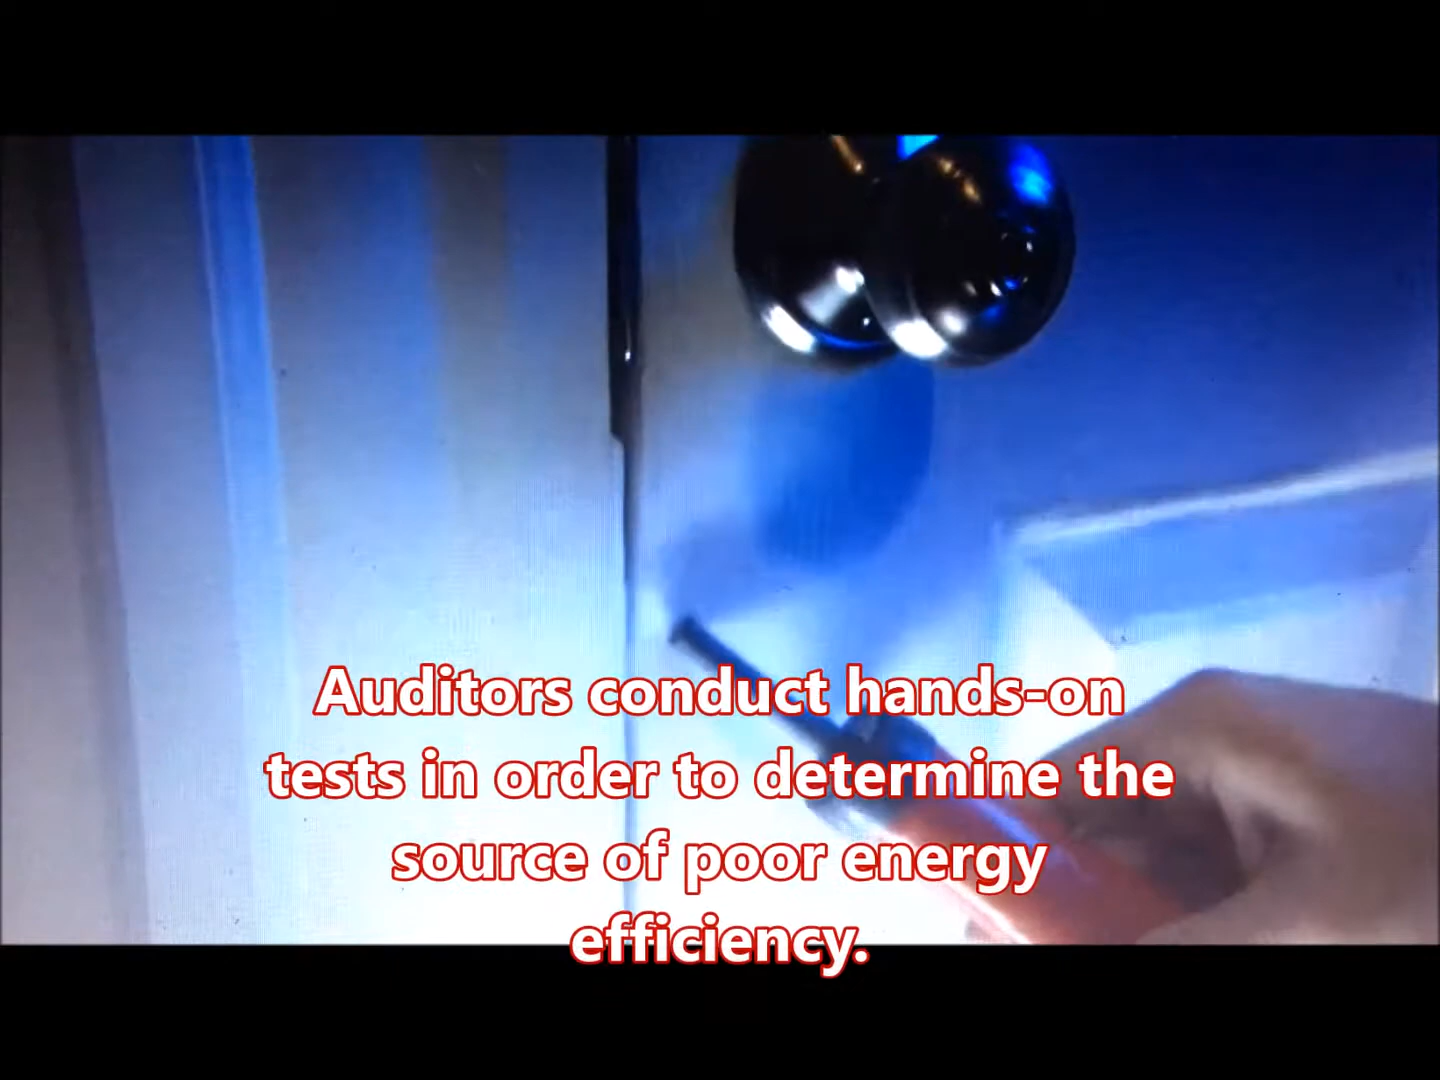 Auditors conduct hands-on
tests in order to determine the
source of poor energy
efficiency.